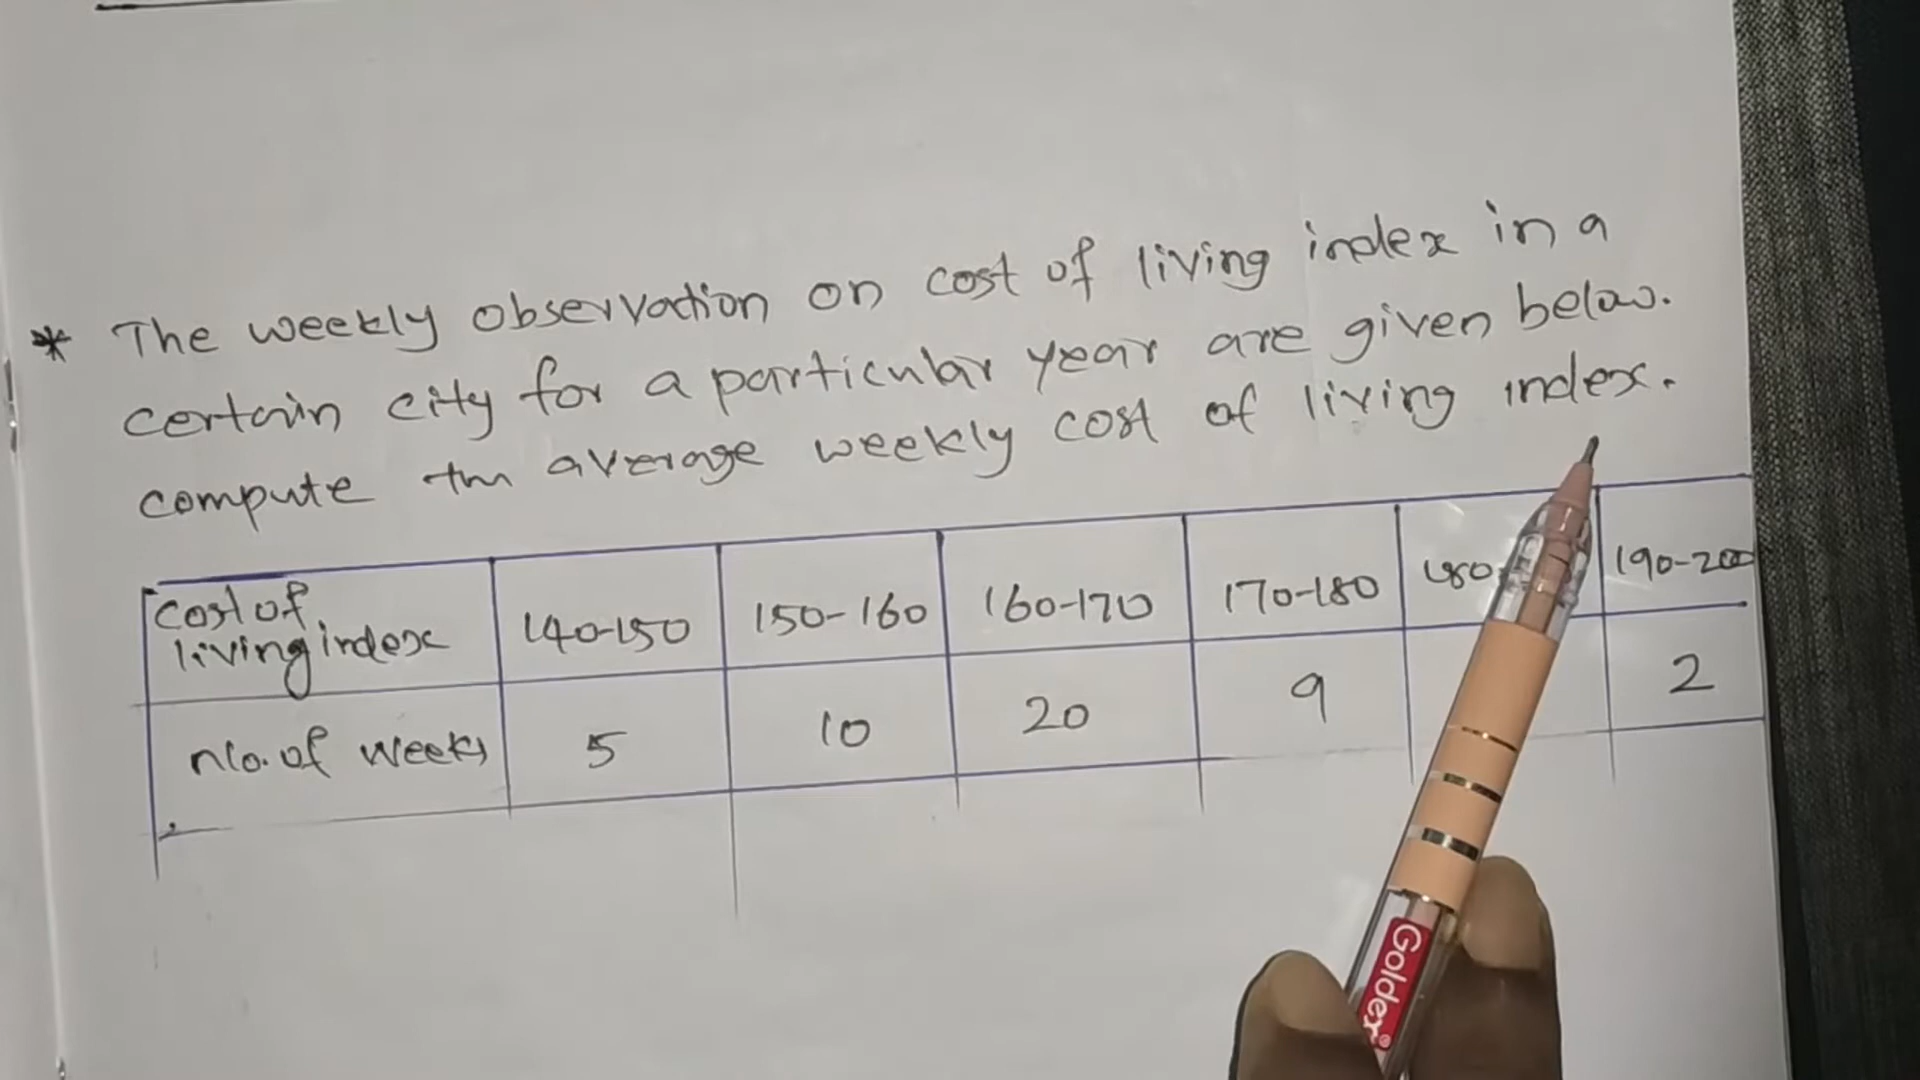 * The weekly observation on cost of living index in a
certain city for a particular year are given below.
compute the average weekly cost of living index.
cost of living index 140-150 150-160 160-170 170-180 180- 190-200
No. of weeks 5 10 20 9 2
Goldex